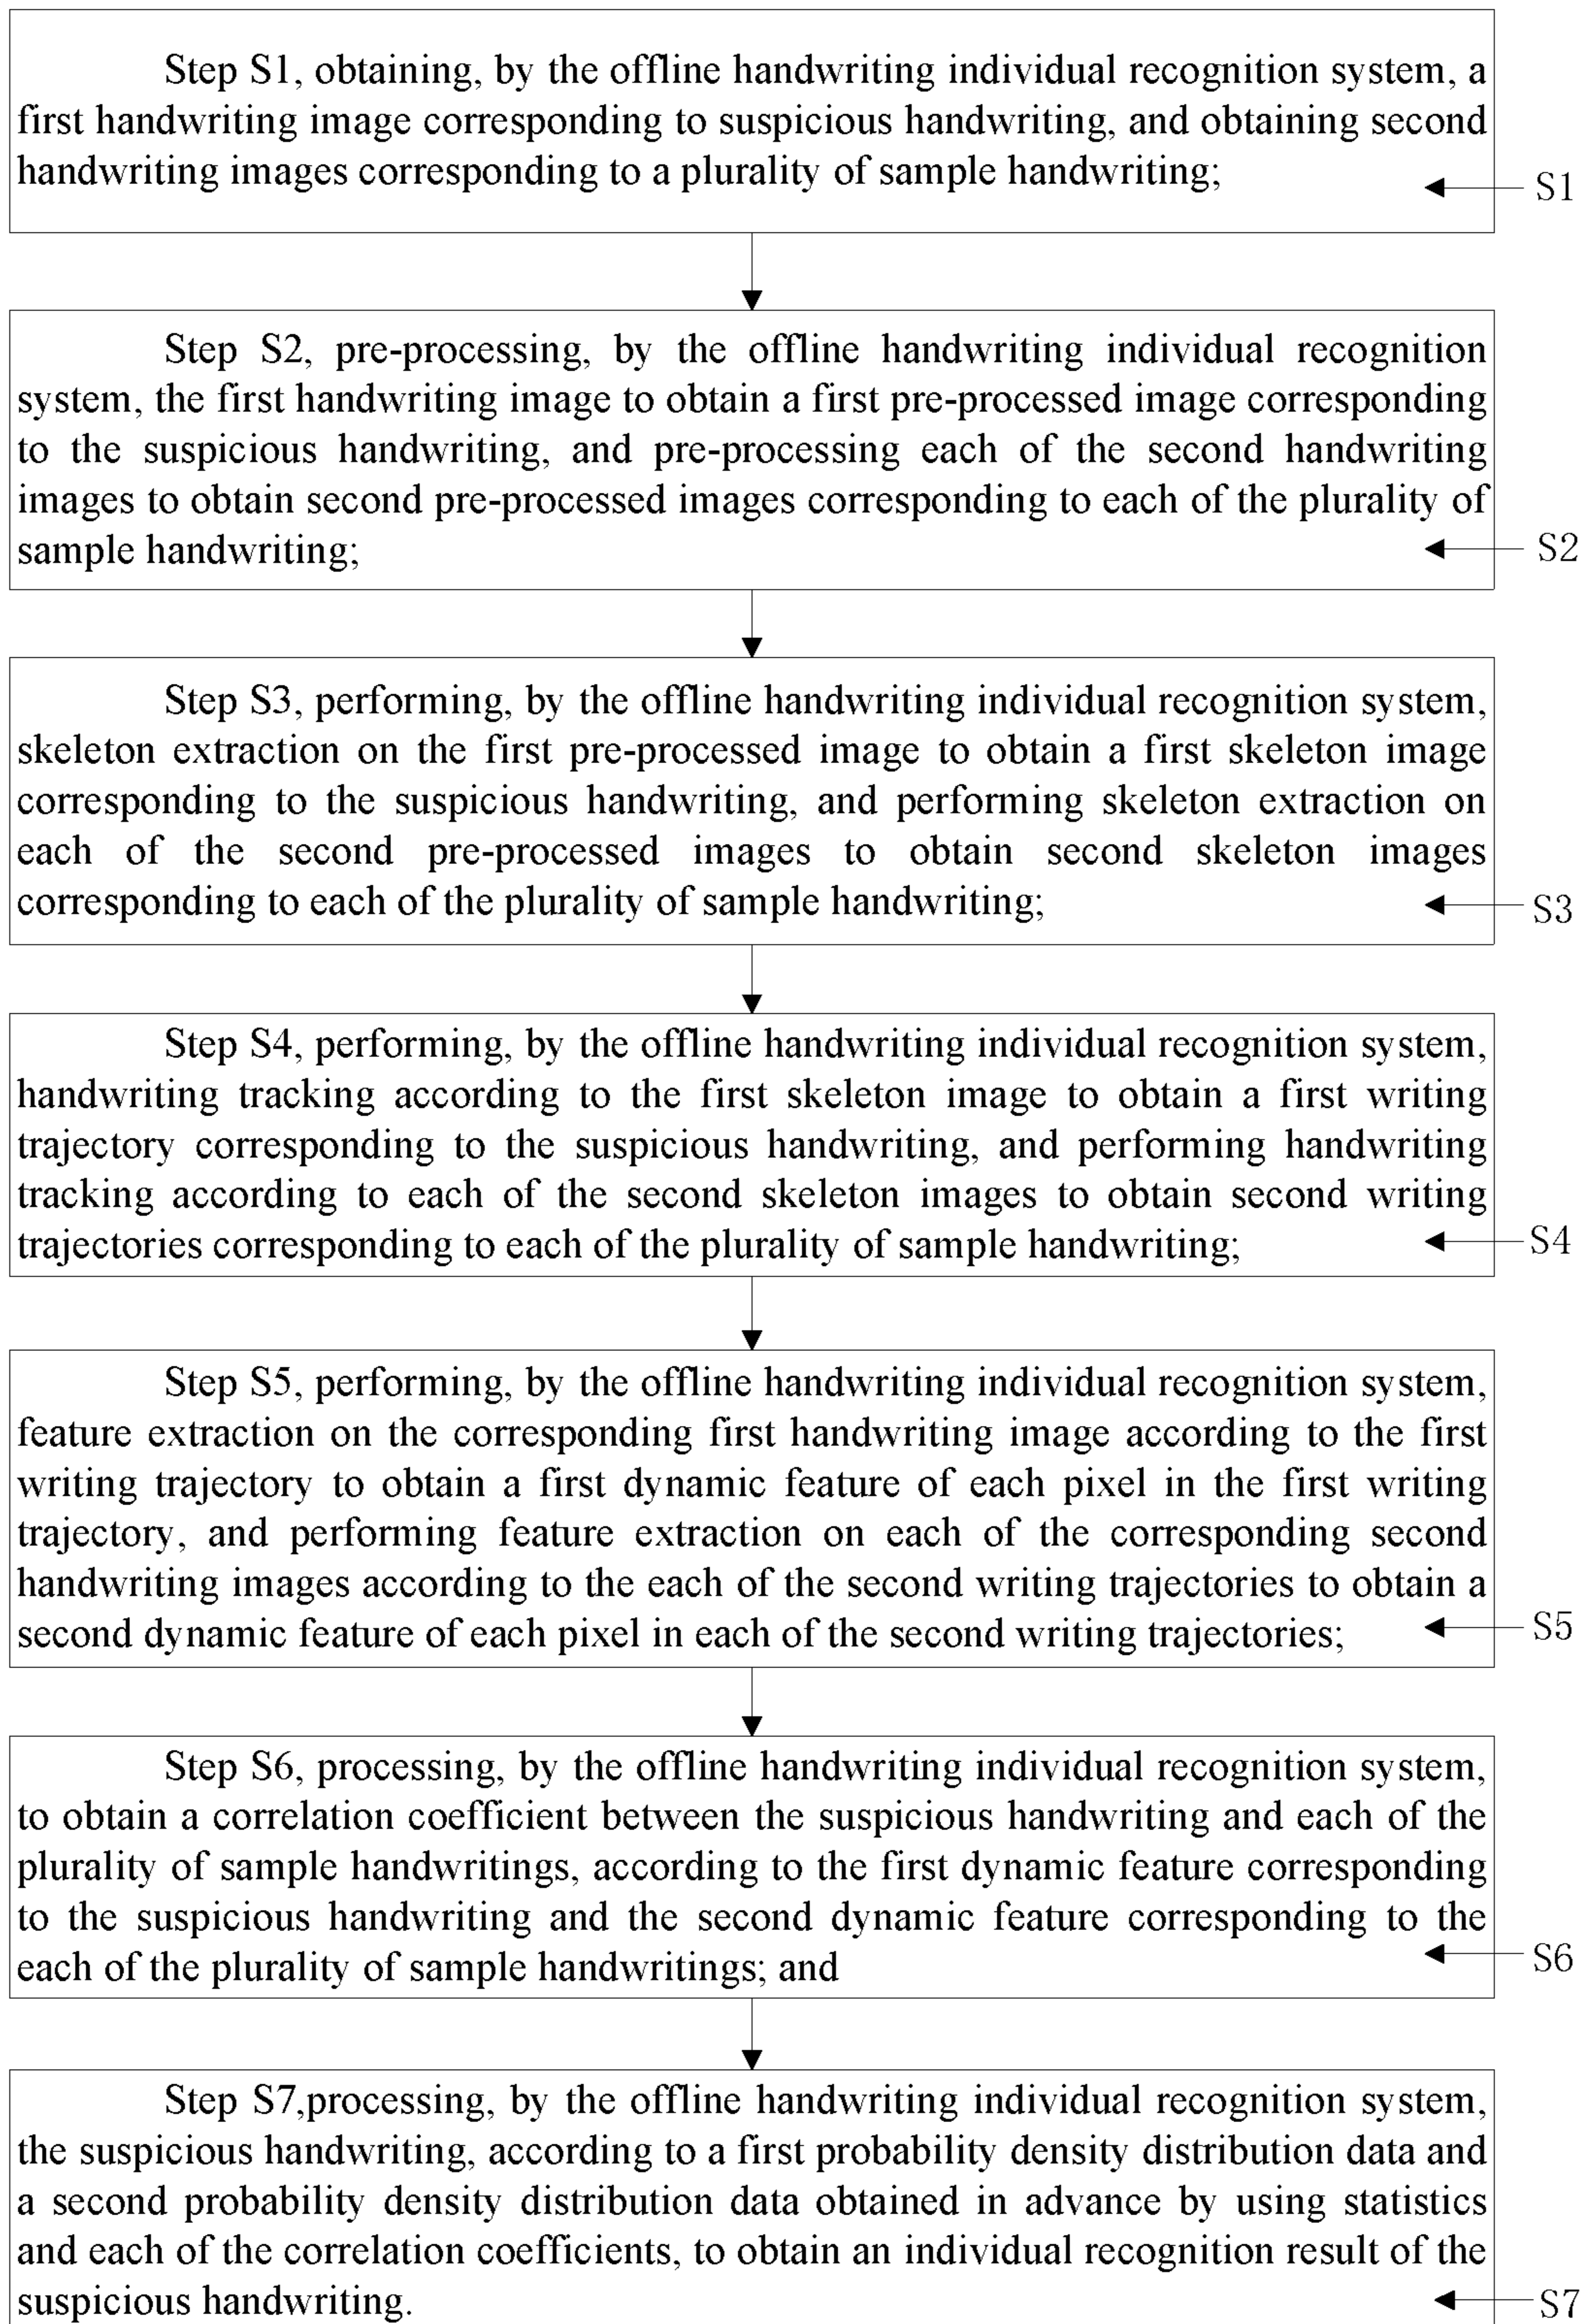 Step S1, obtaining, by the offline handwriting individual recognition system, a
first handwriting image corresponding to suspicious handwriting, and obtaining second
handwriting images corresponding to a plurality of sample handwriting;
S1
Step S2, pre-processing, by the offline handwriting individual recognition
system, the first handwriting image to obtain a first pre-processed image corresponding
to the suspicious handwriting, and pre-processing each of the second handwriting
images to obtain second pre-processed images corresponding to each of the plurality of
sample handwriting;
S2
Step S3, performing, by the offline handwriting individual recognition system,
skeleton extraction on the first pre-processed image to obtain a first skeleton image
corresponding to the suspicious handwriting, and performing skeleton extraction on
each of the second pre-processed images to obtain second skeleton images
corresponding to each of the plurality of sample handwriting;
S3
Step S4, performing, by the offline handwriting individual recognition system,
handwriting tracking according to the first skeleton image to obtain a first writing
trajectory corresponding to the suspicious handwriting, and performing handwriting
tracking according to each of the second skeleton images to obtain second writing
trajectories corresponding to each of the plurality of sample handwriting;
S4
Step S5, performing, by the offline handwriting individual recognition system,
feature extraction on the corresponding first handwriting image according to the first
writing trajectory to obtain a first dynamic feature of each pixel in the first writing
trajectory, and performing feature extraction on each of the corresponding second
handwriting images according to the each of the second writing trajectories to obtain a
second dynamic feature of each pixel in each of the second writing trajectories;
S5
Step S6, processing, by the offline handwriting individual recognition system,
to obtain a correlation coefficient between the suspicious handwriting and each of the
plurality of sample handwritings, according to the first dynamic feature corresponding
to the suspicious handwriting and the second dynamic feature corresponding to the
each of the plurality of sample handwritings; and
S6
Step S7,processing, by the offline handwriting individual recognition system,
the suspicious handwriting, according to a first probability density distribution data and
a second probability density distribution data obtained in advance by using statistics
and each of the correlation coefficients, to obtain an individual recognition result of the
suspicious handwriting.
S7